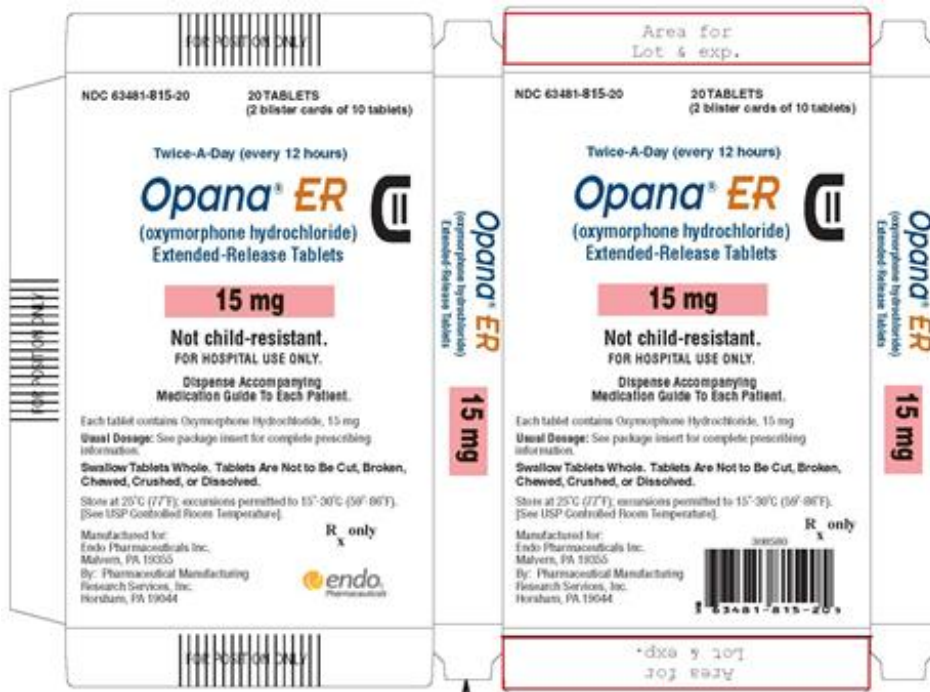 FOR POSITION ONLY
NDC 63481-815-20
20 TABLETS
(2 blister cards of 10 tablets)
Twice-A-Day (every 12 hours)
Opana® ER
CII
(oxymorphone hydrochloride)
Extended-Release Tablets
15 mg
Not child-resistant.
FOR HOSPITAL USE ONLY.
Dispense Accompanying
Medication Guide To Each Patient.
Each tablet contains Oxymorphone Hydrochloride, 15 mg
Usual Dosage: See package insert for complete prescribing
information.
Swallow Tablets Whole. Tablets Are Not to Be Cut, Broken,
Chewed, Crushed, or Dissolved.
Store at 25°C (77°F); excursions permitted to 15°-30°C (59°-86°F).
[See USP Controlled Room Temperature].
Rx only
Manufactured for:
Endo Pharmaceuticals Inc.
Malvern, PA 19355
By: Pharmaceutical Manufacturing
Research Services, Inc.
Horsham, PA 19044
endo
Pharmaceuticals
FOR POSITION ONLY
FOR POSITION ONLY
Opana® ER
(oxymorphone hydrochloride)
Extended-Release Tablets
15 mg
Area for
Lot & exp.
NDC 63481-815-20
20 TABLETS
(2 blister cards of 10 tablets)
Twice-A-Day (every 12 hours)
Opana® ER
CII
(oxymorphone hydrochloride)
Extended-Release Tablets
15 mg
Not child-resistant.
FOR HOSPITAL USE ONLY.
Dispense Accompanying
Medication Guide To Each Patient.
Each tablet contains Oxymorphone Hydrochloride, 15 mg
Usual Dosage: See package insert for complete prescribing
information.
Swallow Tablets Whole. Tablets Are Not to Be Cut, Broken,
Chewed, Crushed, or Dissolved.
Store at 25°C (77°F); excursions permitted to 15°-30°C (59°-86°F).
[See USP Controlled Room Temperature].
Rx only
Manufactured for:
Endo Pharmaceuticals Inc.
Malvern, PA 19355
By: Pharmaceutical Manufacturing
Research Services, Inc.
Horsham, PA 19044
63481-815-20
Area for
Lot & exp.
Opana® ER
(oxymorphone hydrochloride)
Extended-Release Tablets
15 mg